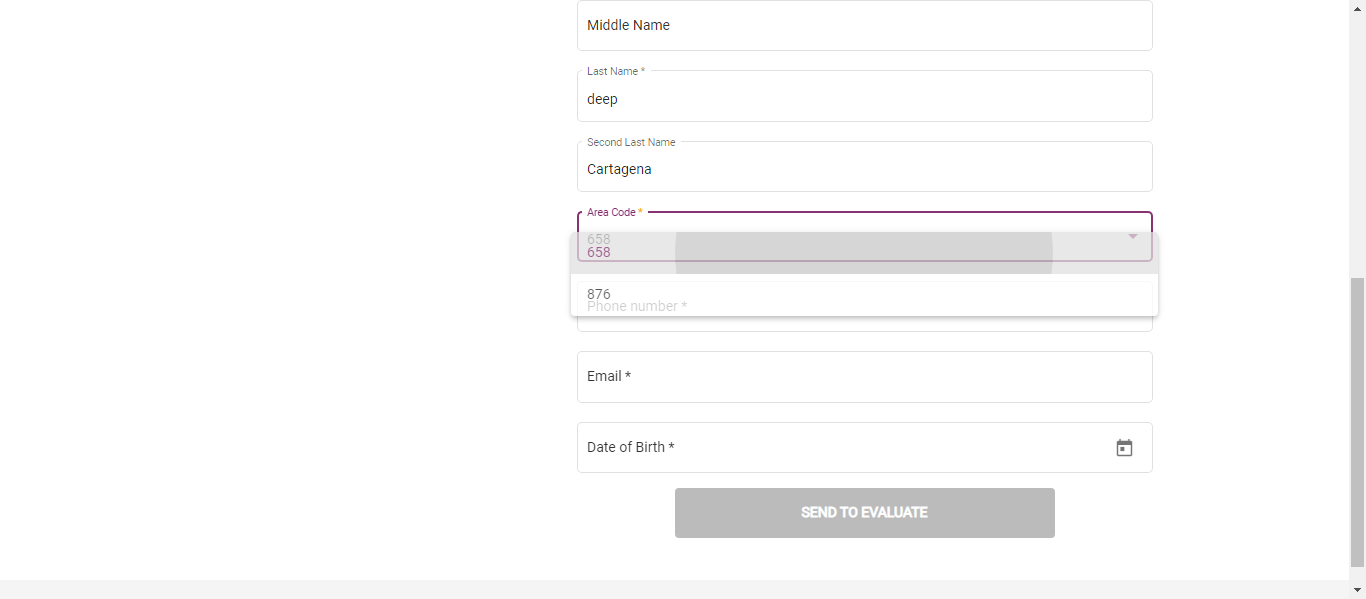 Middle Name
Last Name *
deep
Second Last Name
Cartagena
Area Code *
658
658
876
Phone number *
Email *
Date of Birth *
SEND TO EVALUATE